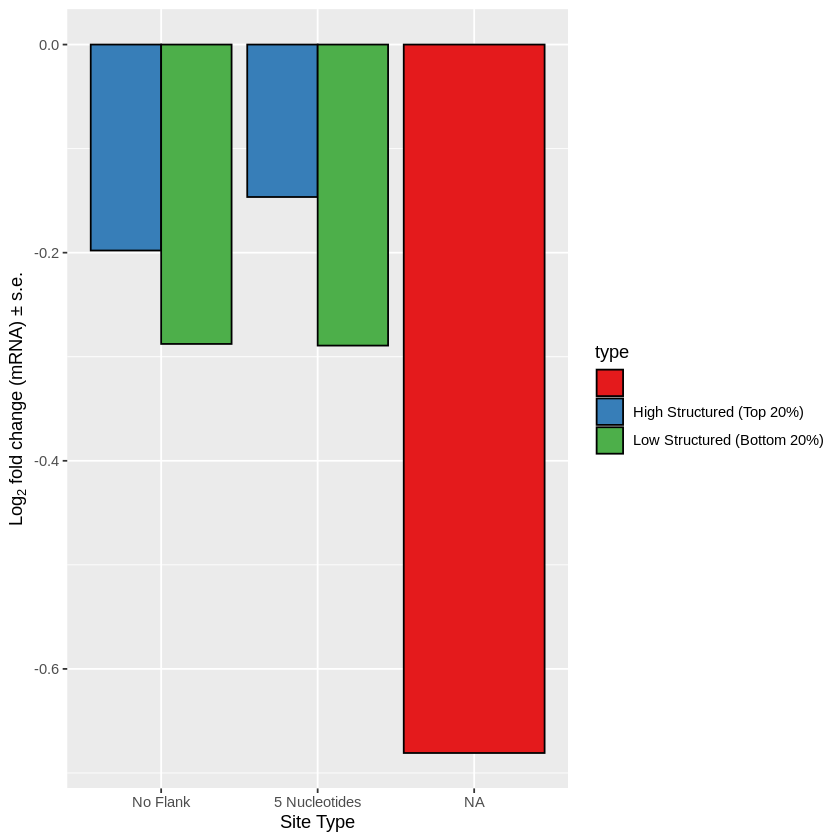 0.0
-0.2
-0.4
-0.6
Log₂ fold change (mRNA) ± s.e.
No Flank
5 Nucleotides
NA
Site Type
type
High Structured (Top 20%)
Low Structured (Bottom 20%)